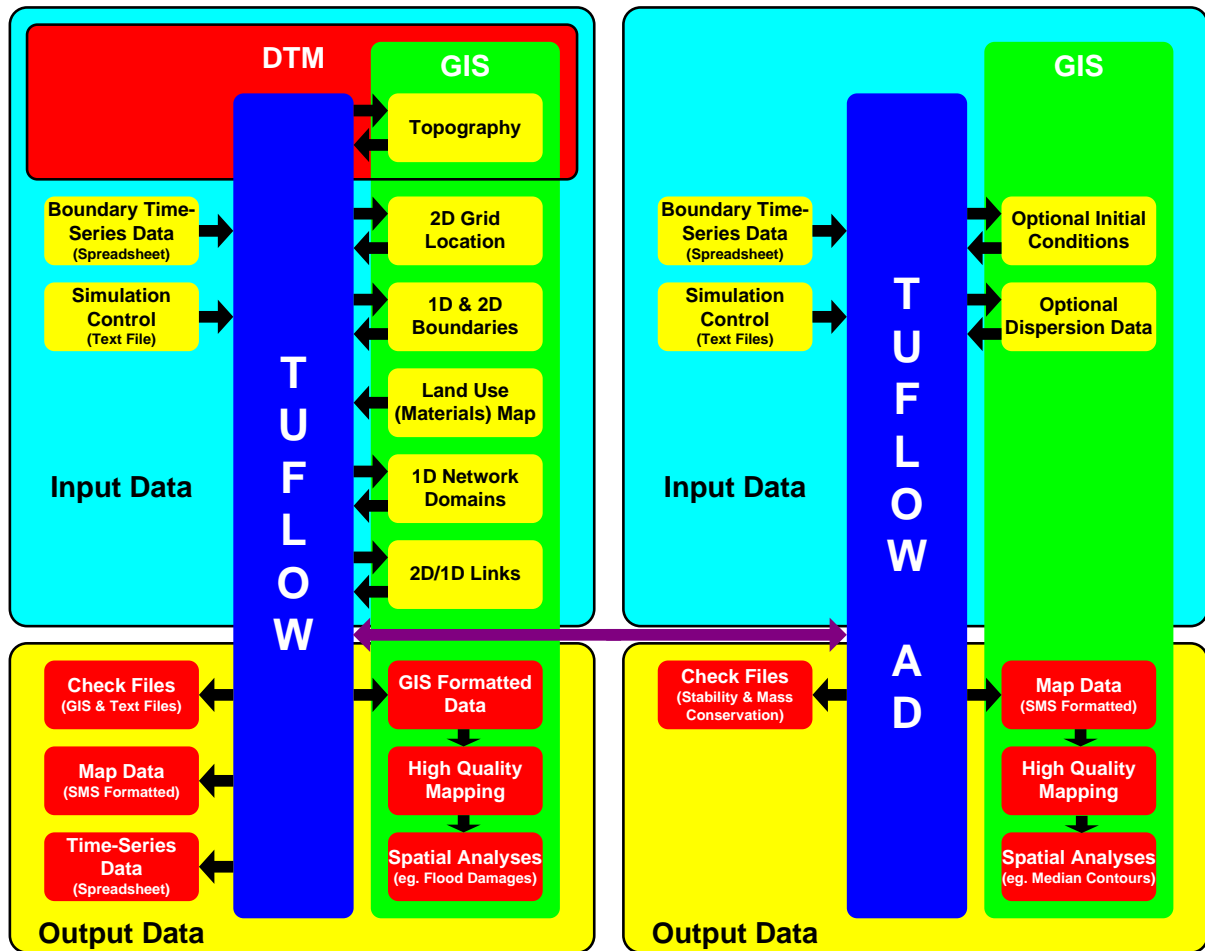 DTM
GIS
Topography
Boundary Time-
Series Data
(Spreadsheet)
2D Grid
Location
Simulation
Control
(Text File)
1D & 2D
Boundaries
Land Use
(Materials) Map
Input Data
1D Network
Domains
2D/1D Links
T
U
F
L
O
W
Check Files
(GIS & Text Files)
GIS Formatted
Data
Map Data
(SMS Formatted)
High Quality
Mapping
Time-Series
Data
(Spreadsheet)
Spatial Analyses
(eg. Flood Damages)
Output Data
GIS
Boundary Time-
Series Data
(Spreadsheet)
Optional Initial
Conditions
Simulation
Control
(Text Files)
Optional
Dispersion Data
Input Data
T
U
F
L
O
W
A
D
Check Files
(Stability & Mass
Conservation)
Map Data
(SMS Formatted)
High Quality
Mapping
Spatial Analyses
(eg. Median Contours)
Output Data